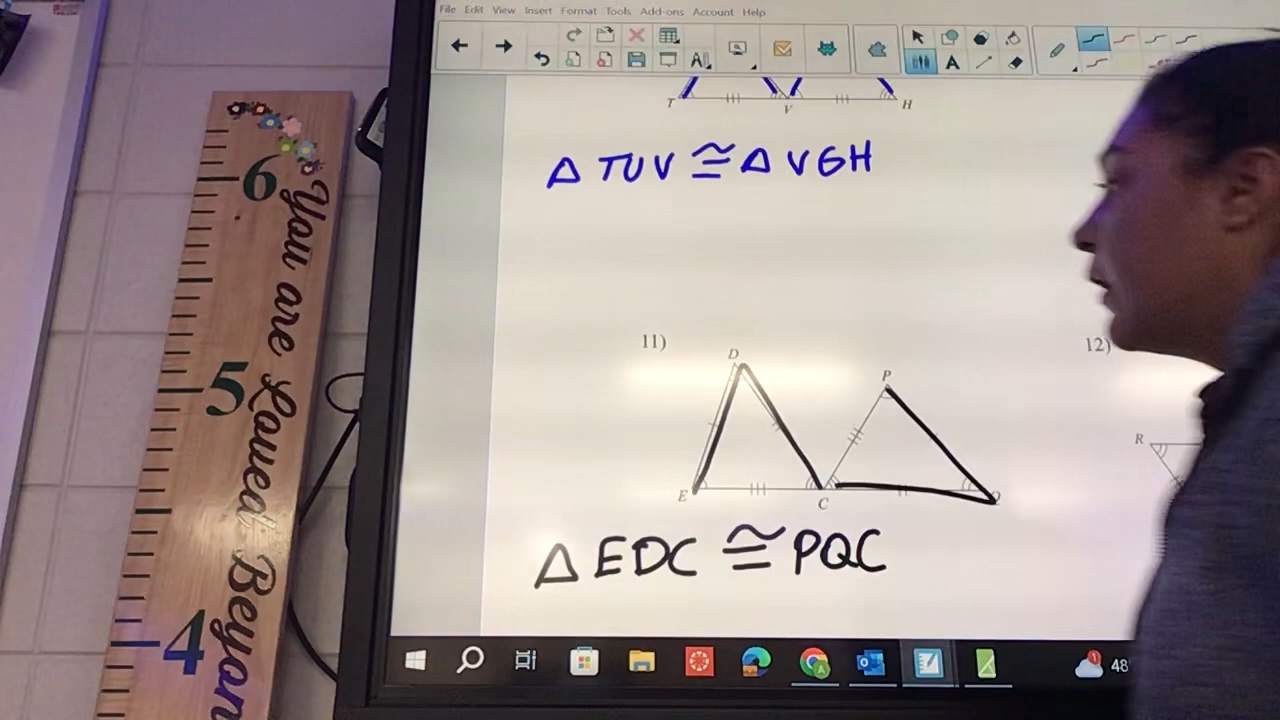 File Edit View Insert Format Tools Add-ons Account Help
T V H
Δ TUV ≅ Δ VGH
6
You are Loved Beyon
5
4
11)
12)
D
P
R
E
C
Δ EDC ≅ PQC
48°